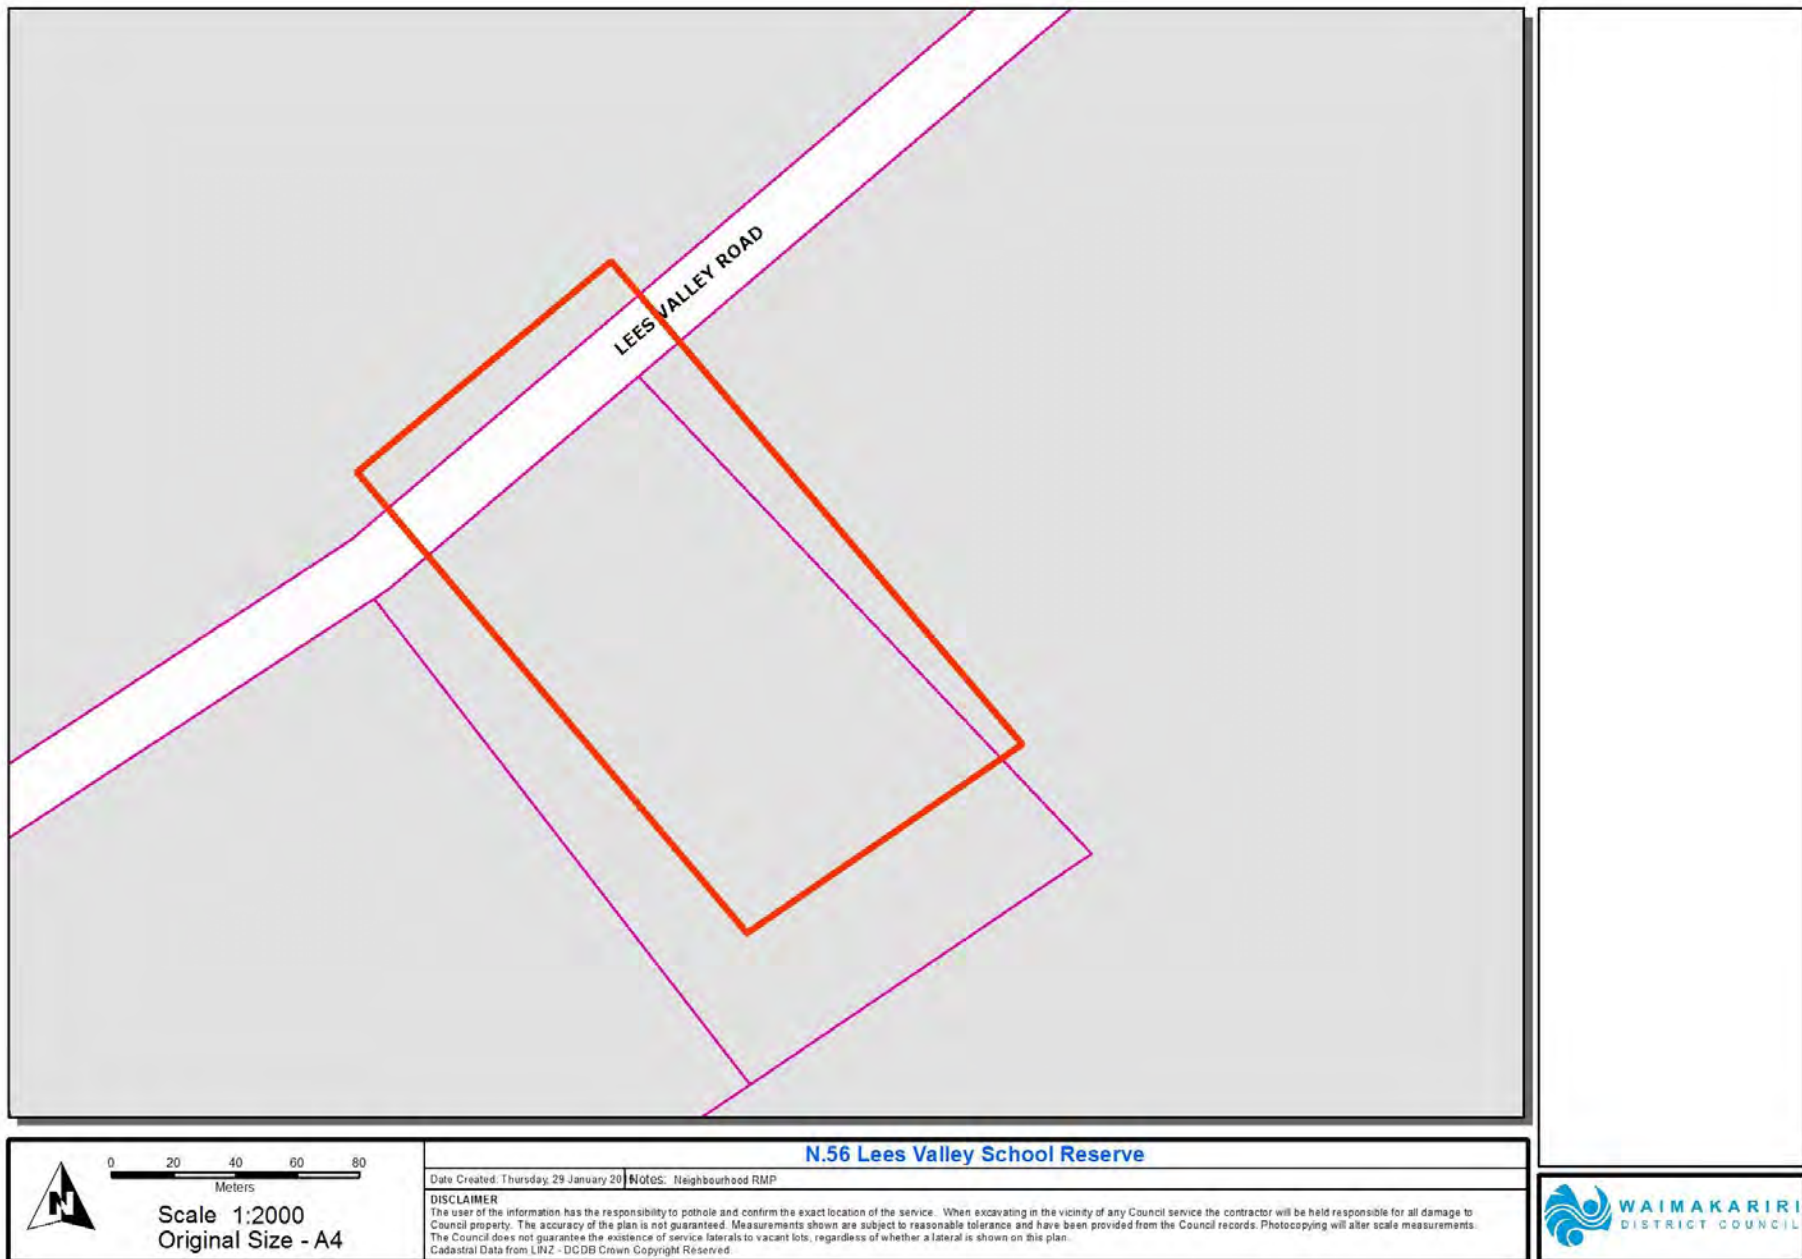 LEES VALLEY ROAD
0 20 40 60 80
Meters
N
Scale 1:2000
Original Size - A4
N.56 Lees Valley School Reserve
Date Created: Thursday, 29 January Notes: Neighbourhood RMP
DISCLAIMER
The user of the information has the responsibility to pothole and confirm the exact location of the service. When excavating in the vicinity of any Council service the contractor will be held responsible for all damage to
Council property. The accuracy of the plan is not guaranteed. Measurements shown are subject to reasonable tolerance and have been provided from the Council records. Photocopying will alter scale measurements.
The Council does not guarantee the existence of service laterals to vacant lots, regardless of whether a lateral is shown on this plan.
Cadastral Data from LINZ - DCDB Crown Copyright Reserved
WAIMAKARIRI
DISTRICT COUNCIL